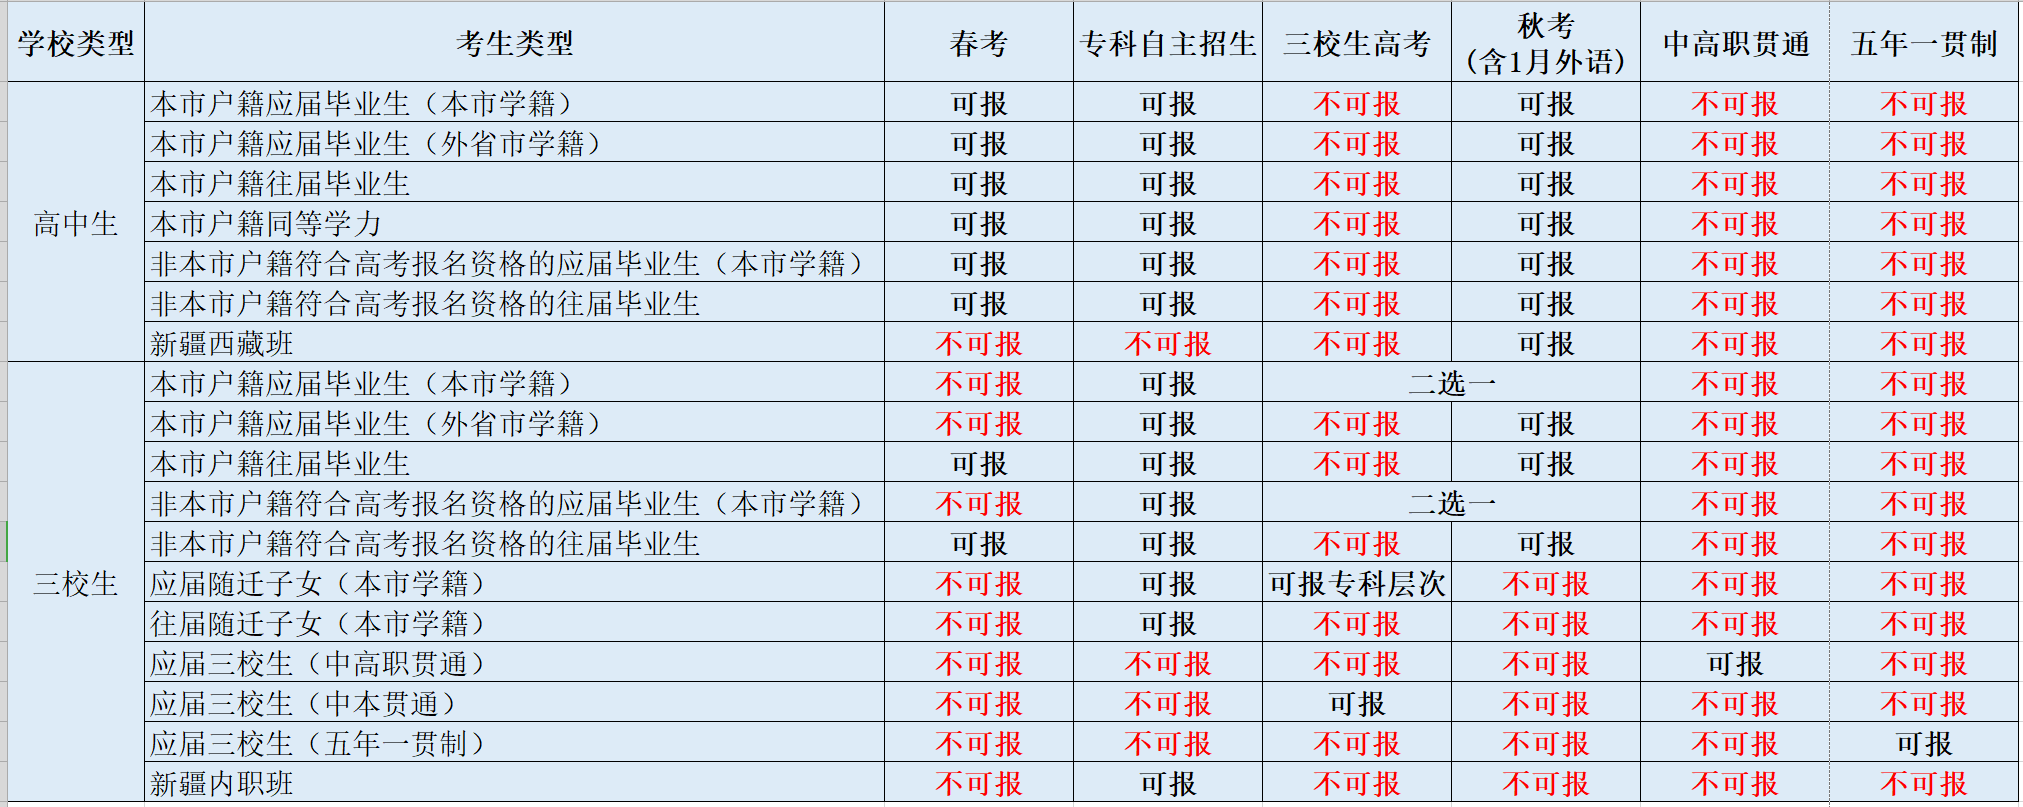 学校类型 考生类型 春考 专科自主招生 三校生高考 秋考（含1月外语） 中高职贯通 五年一贯制
高中生
本市户籍应届毕业生（本市学籍） 可报 可报 不可报 可报 不可报 不可报
本市户籍应届毕业生（外省市学籍） 可报 可报 不可报 可报 不可报 不可报
本市户籍往届毕业生 可报 可报 不可报 可报 不可报 不可报
本市户籍同等学力 可报 可报 不可报 可报 不可报 不可报
非本市户籍符合高考报名资格的应届毕业生（本市学籍） 可报 可报 不可报 可报 不可报 不可报
非本市户籍符合高考报名资格的往届毕业生 可报 可报 不可报 可报 不可报 不可报
新疆西藏班 不可报 不可报 不可报 可报 不可报 不可报
三校生
本市户籍应届毕业生（本市学籍） 不可报 可报 二选一 不可报 不可报
本市户籍应届毕业生（外省市学籍） 不可报 可报 不可报 可报 不可报 不可报
本市户籍往届毕业生 可报 可报 不可报 可报 不可报 不可报
非本市户籍符合高考报名资格的应届毕业生（本市学籍） 不可报 可报 二选一 不可报 不可报
非本市户籍符合高考报名资格的往届毕业生 可报 可报 不可报 可报 不可报 不可报
应届随迁子女（本市学籍） 不可报 可报 可报专科层次 不可报 不可报 不可报
往届随迁子女（本市学籍） 不可报 可报 不可报 不可报 不可报 不可报
应届三校生（中高职贯通） 不可报 不可报 不可报 不可报 可报 不可报
应届三校生（中本贯通） 不可报 不可报 可报 不可报 不可报 不可报
应届三校生（五年一贯制） 不可报 不可报 不可报 不可报 不可报 可报
新疆内职班 不可报 可报 不可报 不可报 不可报 不可报